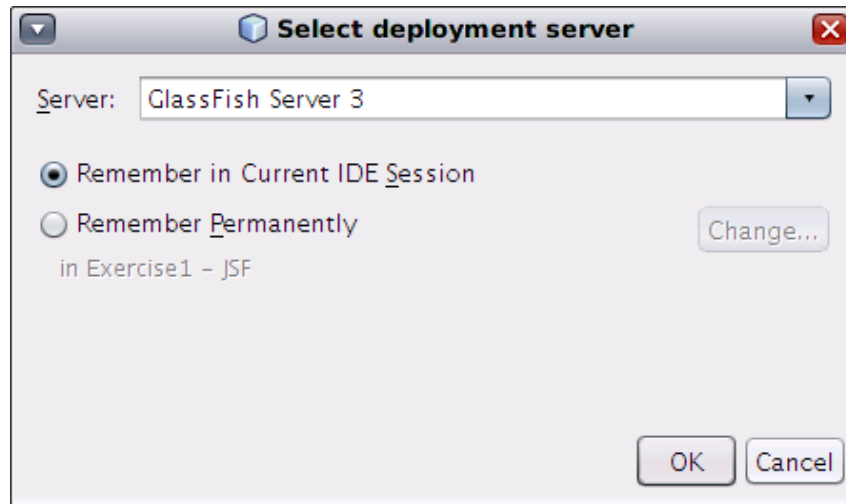 Select deployment server
Server: GlassFish Server 3
Remember in Current IDE Session
Remember Permanently
Change...
in Exercise1 – JSF
OK Cancel